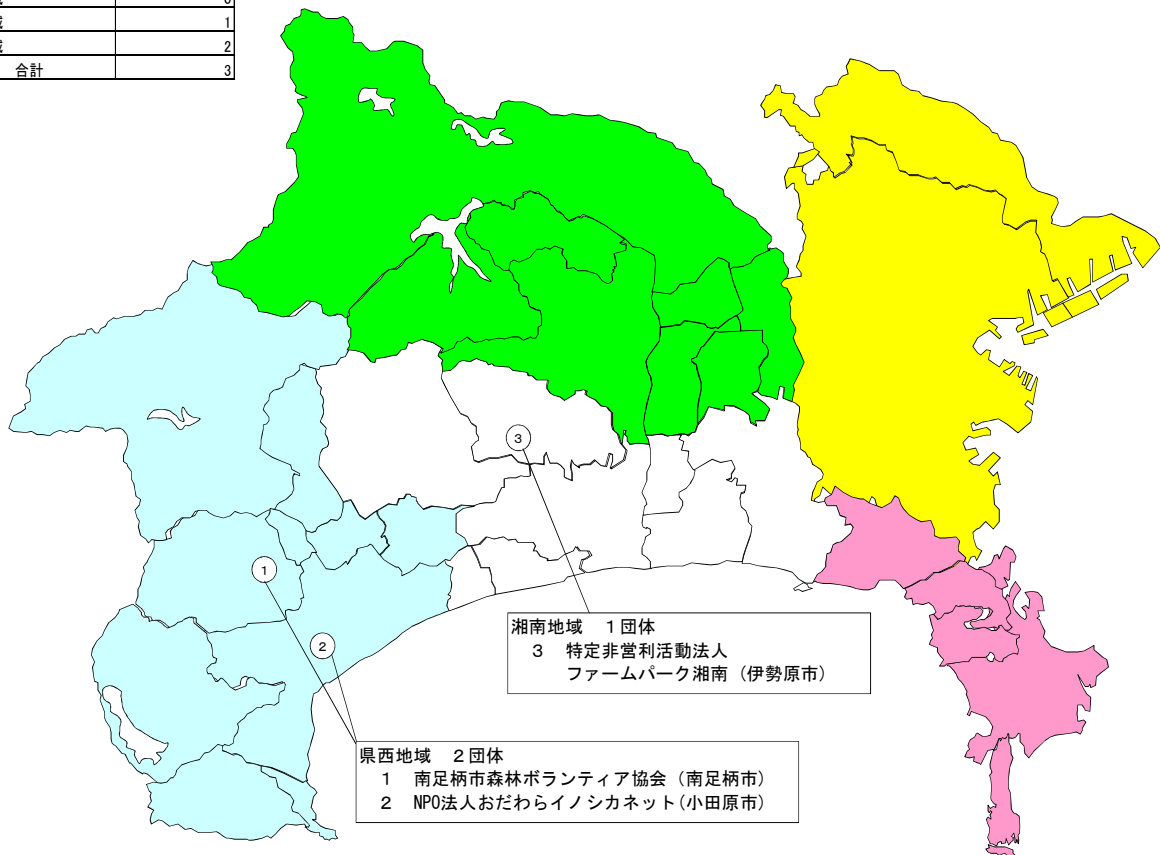 域 1
域 2
合計 3
3
1
2
湘南地域 1団体
3 特定非営利活動法人
ファームパーク湘南(伊勢原市)
県西地域 2団体
1 南足柄市森林ボランティア協会(南足柄市)
2 NPO法人おだわらイノシカネット(小田原市)